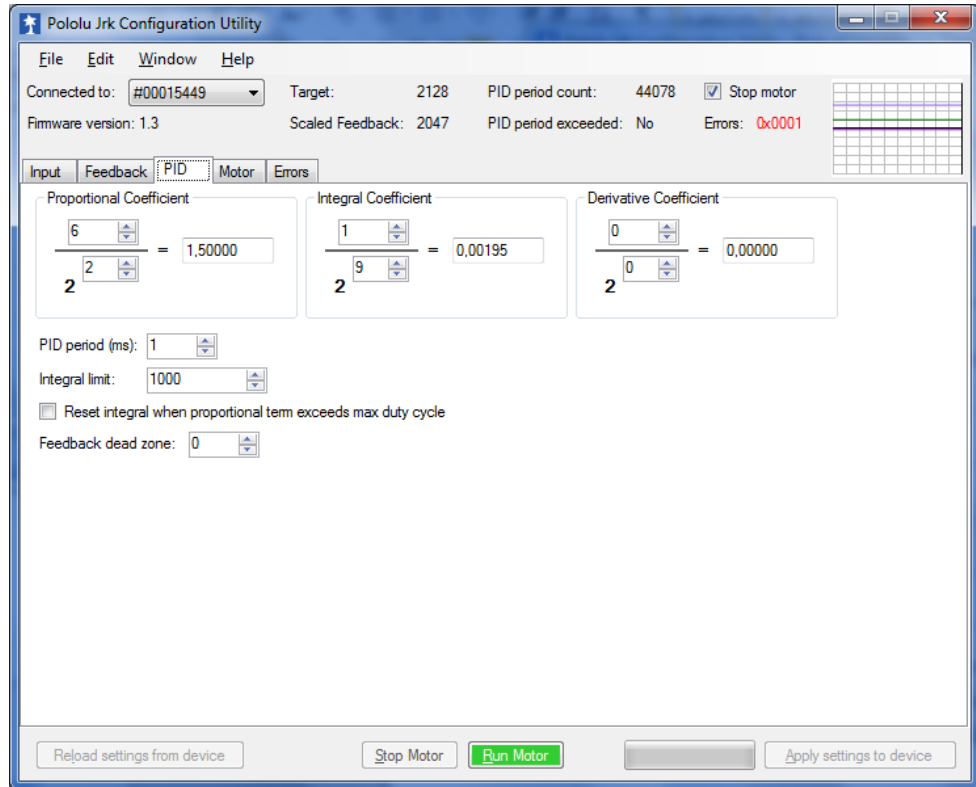 Pololu Jrk Configuration Utility
File Edit Window Help
Connected to: #00015449 Target: 2128 PID period count: 44078 Stop motor
Firmware version: 1.3 Scaled Feedback: 2047 PID period exceeded: No Errors: 0x0001
Input Feedback PID Motor Errors
Proportional Coefficient Integral Coefficient Derivative Coefficient
6 1 0
= 1,50000 = 0,00195 = 0,00000
2 9 0
2 2 2
PID period (ms): 1
Integral limit: 1000
Reset integral when proportional term exceeds max duty cycle
Feedback dead zone: 0
Reload settings from device Stop Motor Run Motor Apply settings to device